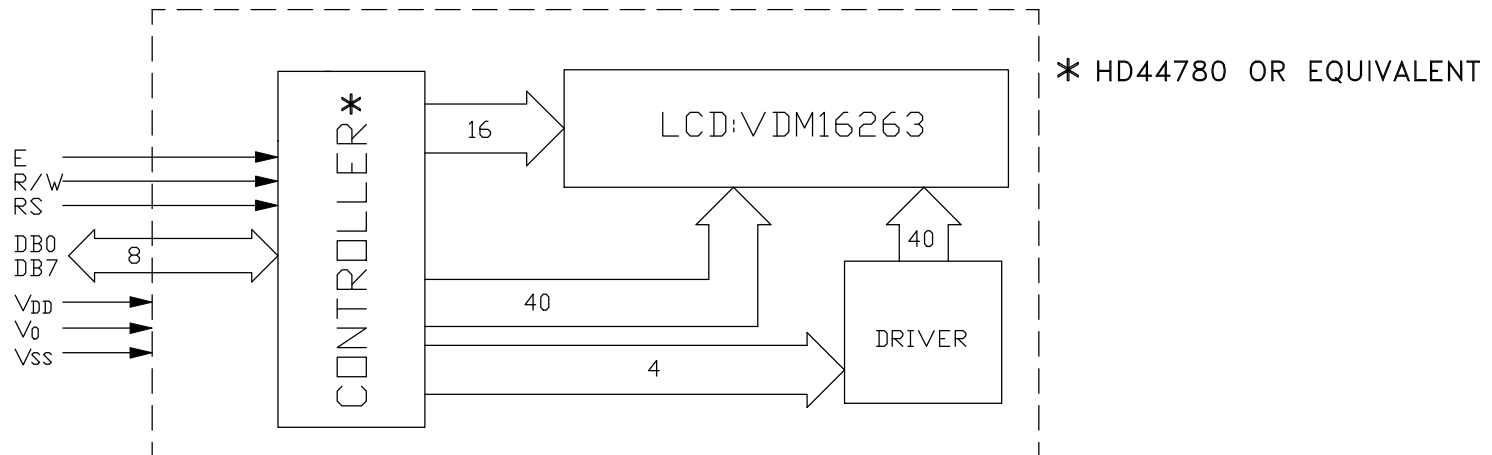 * HD44780 OR EQUIVALENT
CONTROLLER*
16
LCD:VDM16263
E
R/W
RS
DB0
DB7
8
40
40
VDD
V0
VSS
4
DRIVER